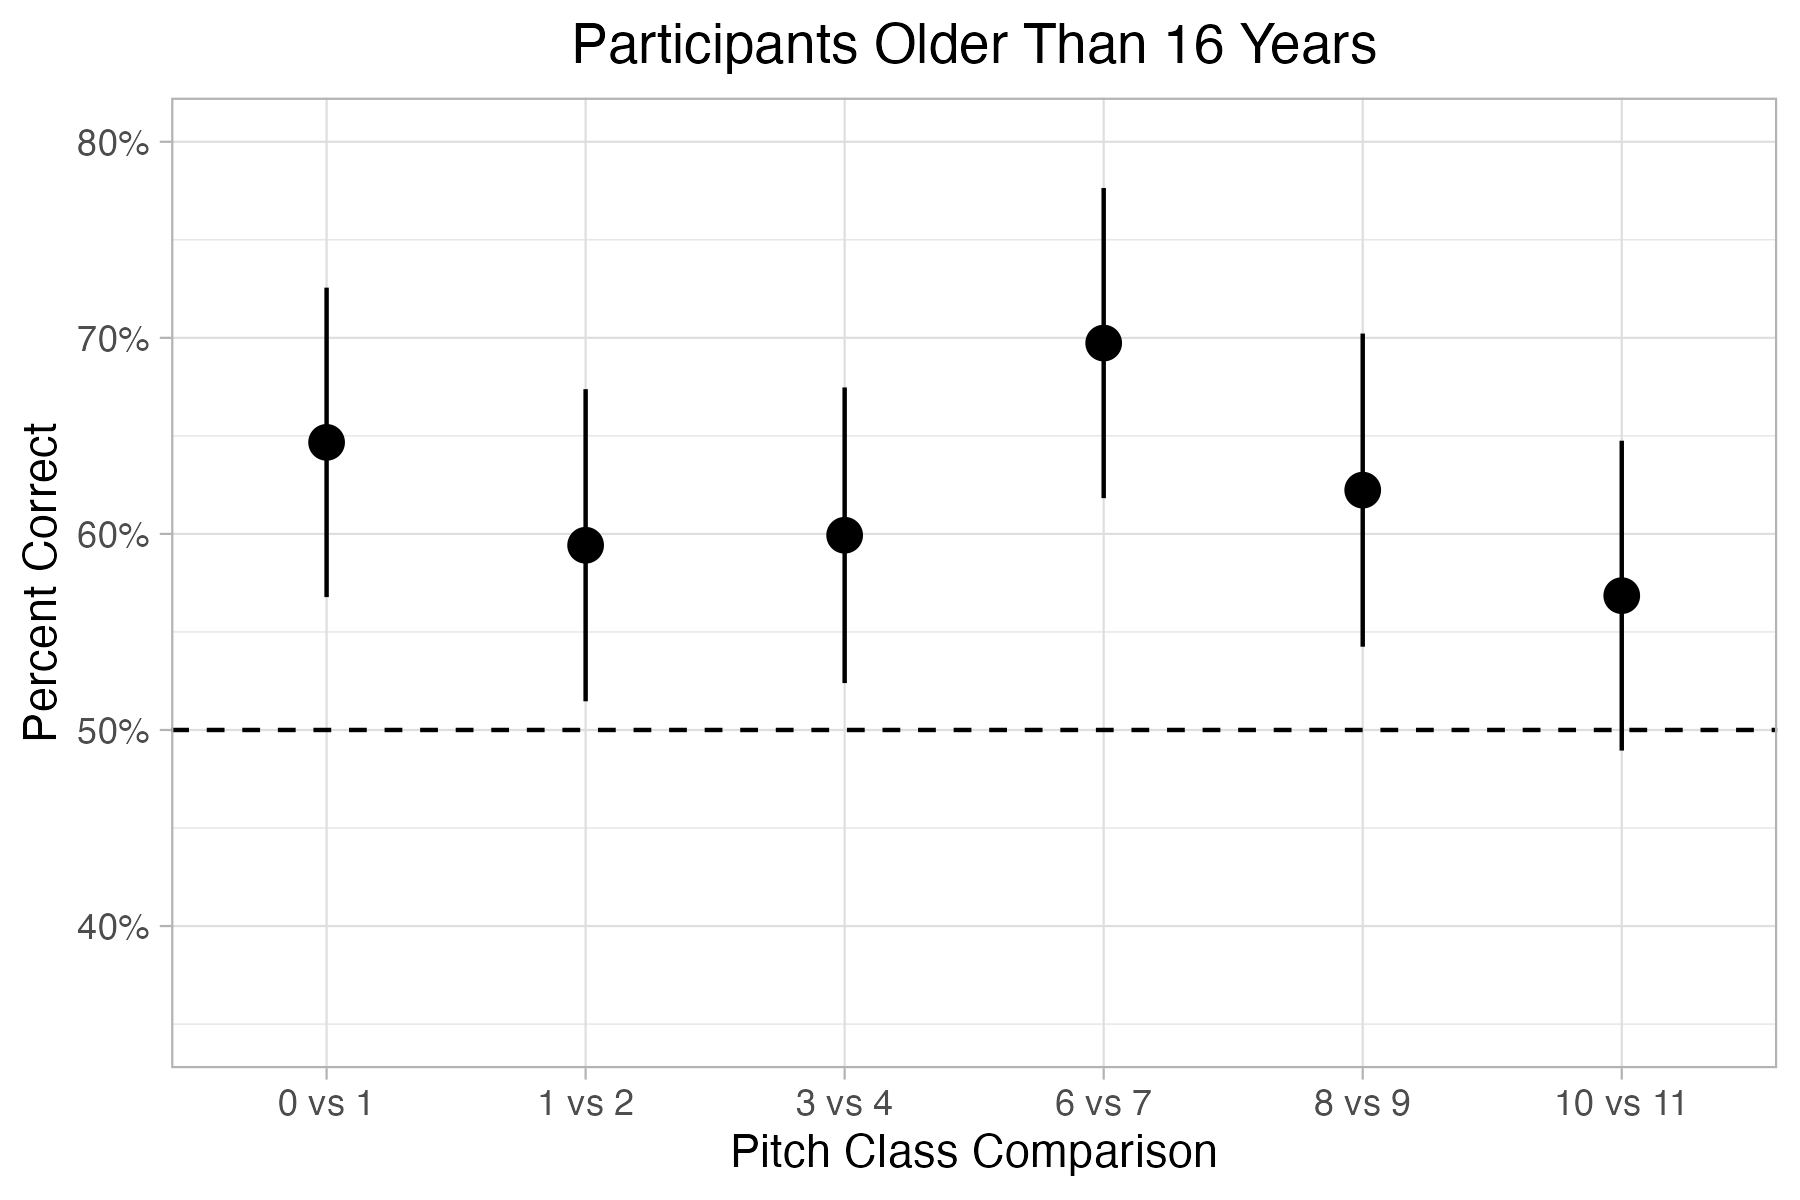 Participants Older Than 16 Years
80%
70%
60%
50%
40%
Percent Correct
0 vs 1
1 vs 2
3 vs 4
6 vs 7
8 vs 9
10 vs 11
Pitch Class Comparison